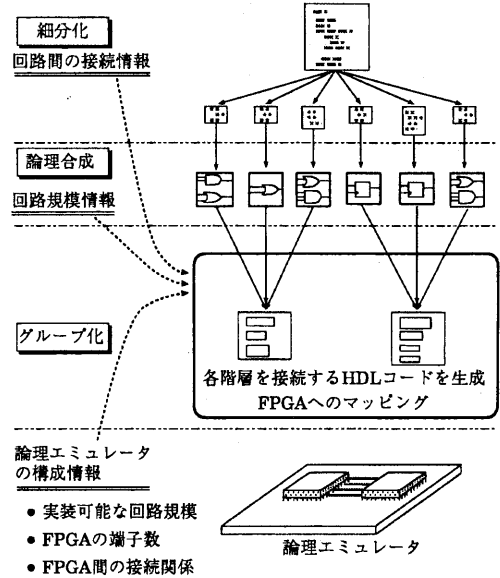 細分化
回路間の接続情報
論理合成
回路規模情報
グループ化
各階層を接続するHDLコードを生成
FPGAへのマッピング
論理エミュレータ
の構成情報
● 実装可能な回路規模
● FPGAの端子数
● FPGA間の接続関係
論理エミュレータ